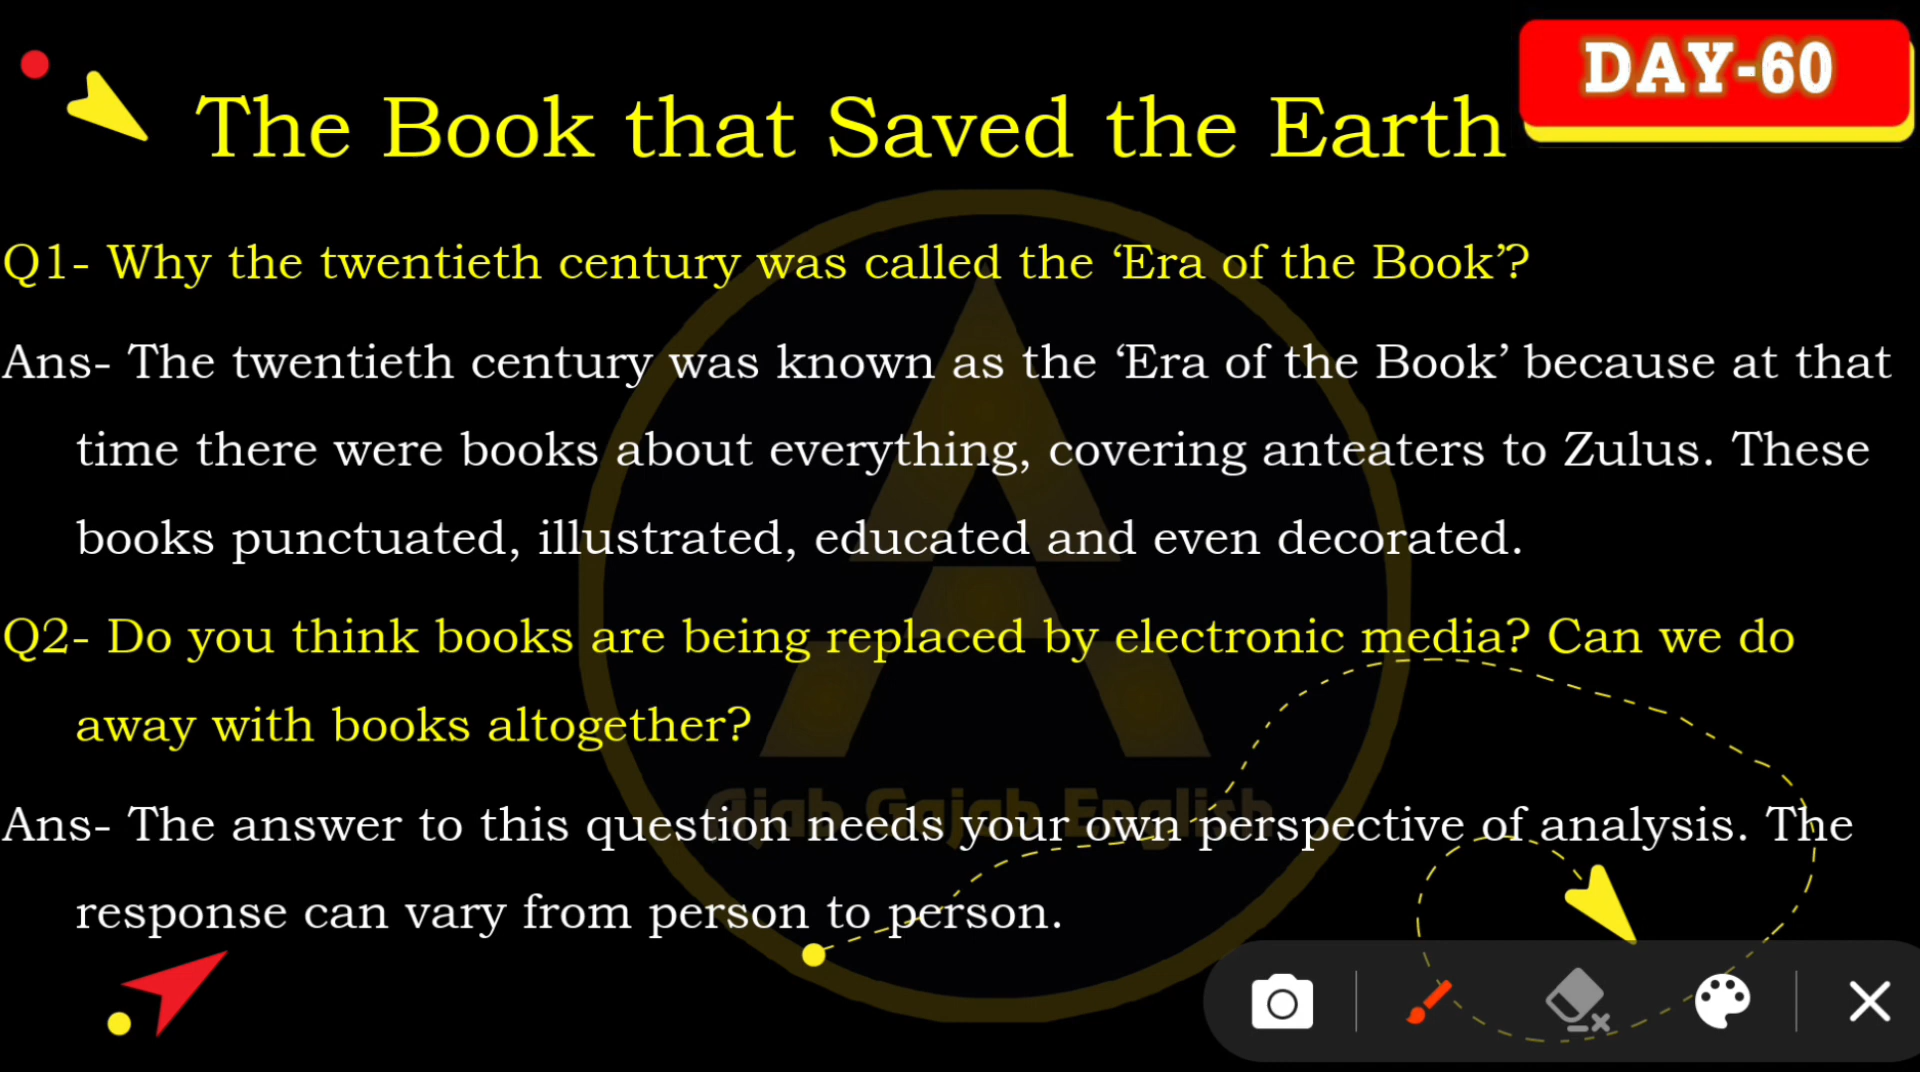 DAY-60
The Book that Saved the Earth
Q1- Why the twentieth century was called the ‘Era of the Book’?
Ans- The twentieth century was known as the ‘Era of the Book’ because at that
time there were books about everything, covering anteaters to Zulus. These
books punctuated, illustrated, educated and even decorated.
Q2- Do you think books are being replaced by electronic media? Can we do
away with books altogether?
Ans- The answer to this question needs your own perspective of analysis. The
response can vary from person to person.
Gajab English